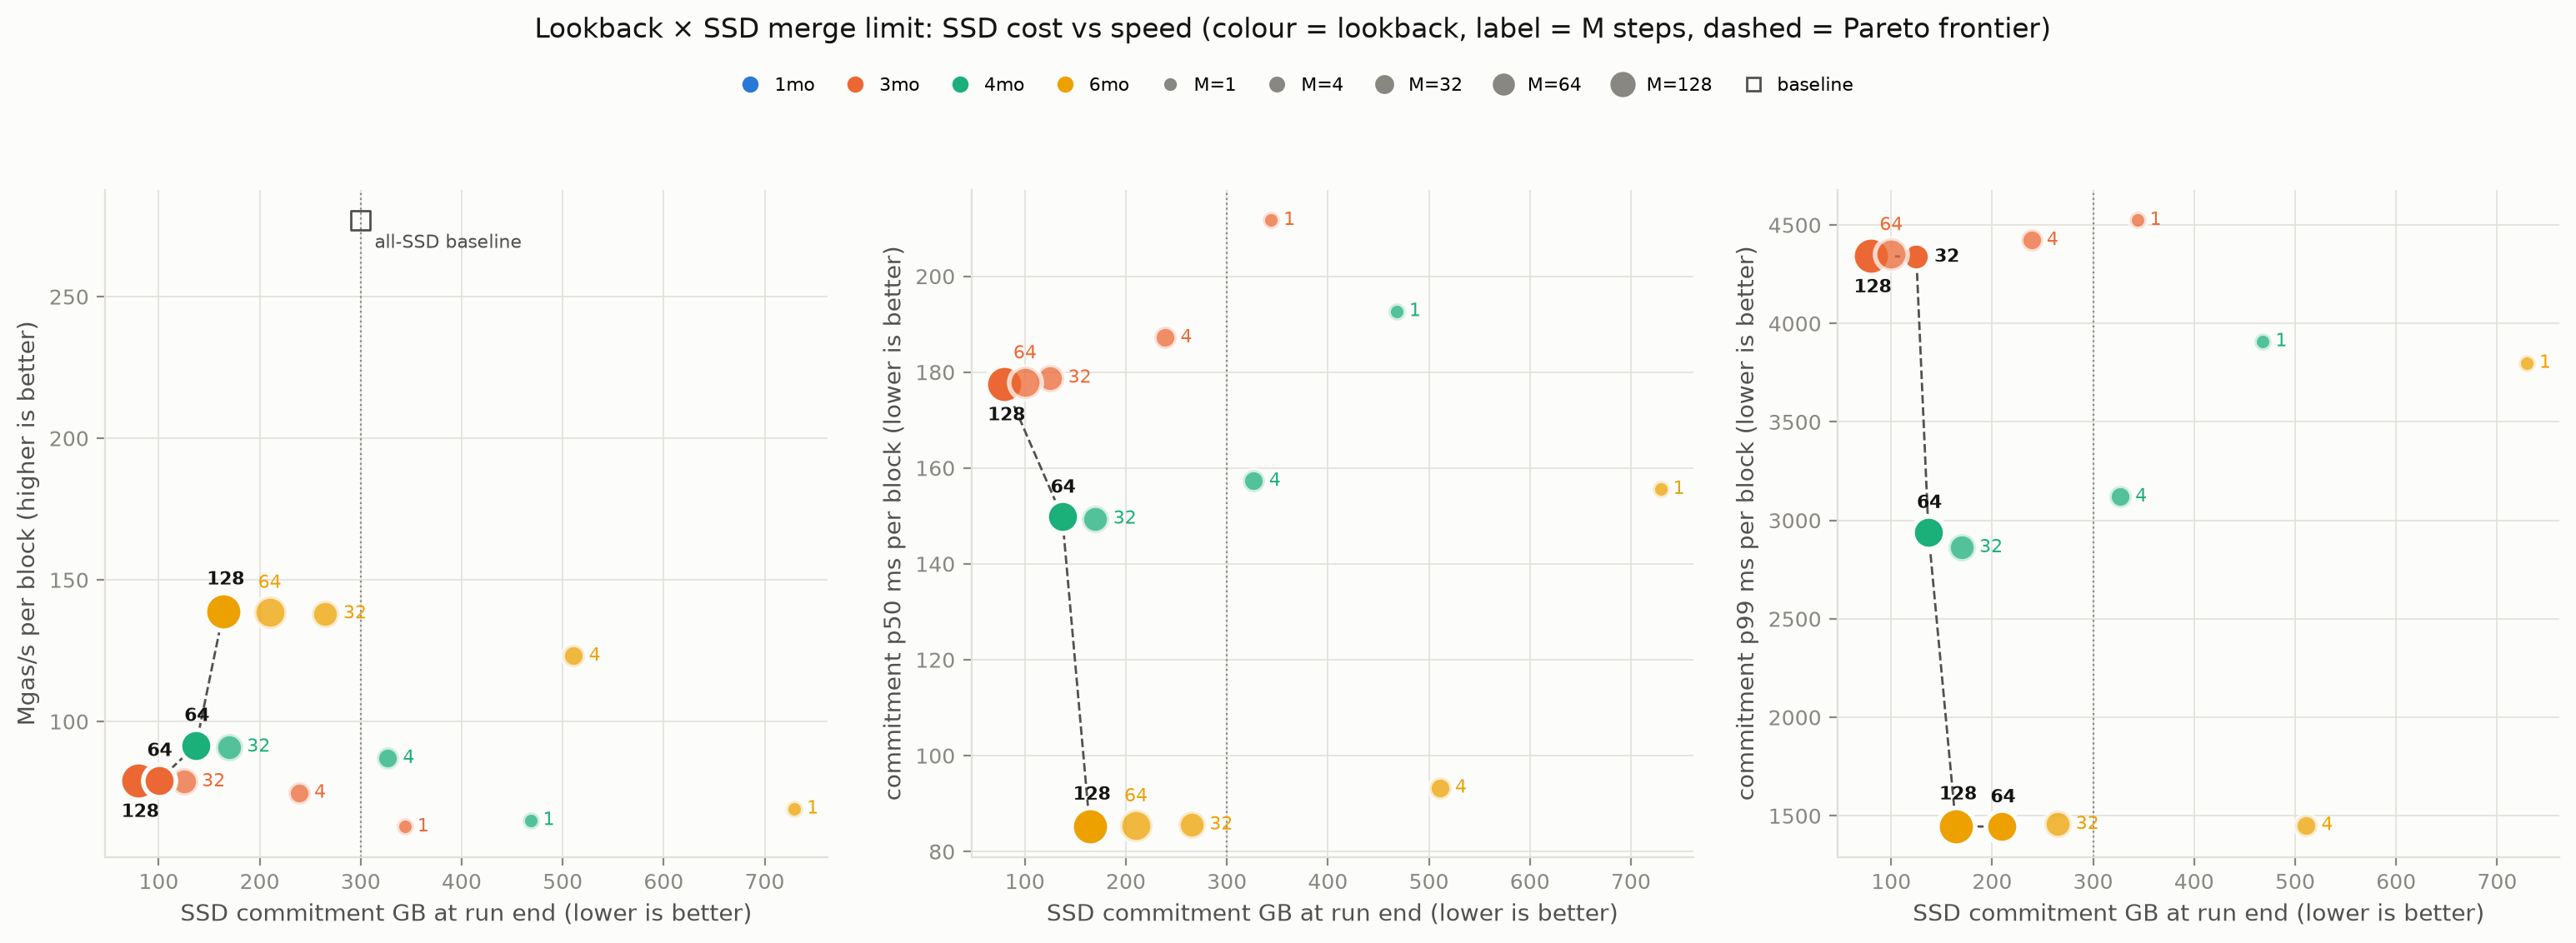 Lookback × SSD merge limit: SSD cost vs speed (colour = lookback, label = M steps, dashed = Pareto frontier)
1mo 3mo 4mo 6mo M=1 M=4 M=32 M=64 M=128 baseline
Mgas/s per block (higher is better)
250
200
150
100
all-SSD baseline
128 64 32
4
64
64 32 4
128 32 4 1 1 1
100 200 300 400 500 600 700
SSD commitment GB at run end (lower is better)
commitment p50 ms per block (lower is better)
200
180
160
140
120
100
80
1
1
4
64
32
128
64
4
1
32
128 64 32
4
100 200 300 400 500 600 700
SSD commitment GB at run end (lower is better)
commitment p99 ms per block (lower is better)
4500
4000
3500
3000
2500
2000
1500
64 4 1
32
128
1
1
64 4
32
128 64 32 4
100 200 300 400 500 600 700
SSD commitment GB at run end (lower is better)